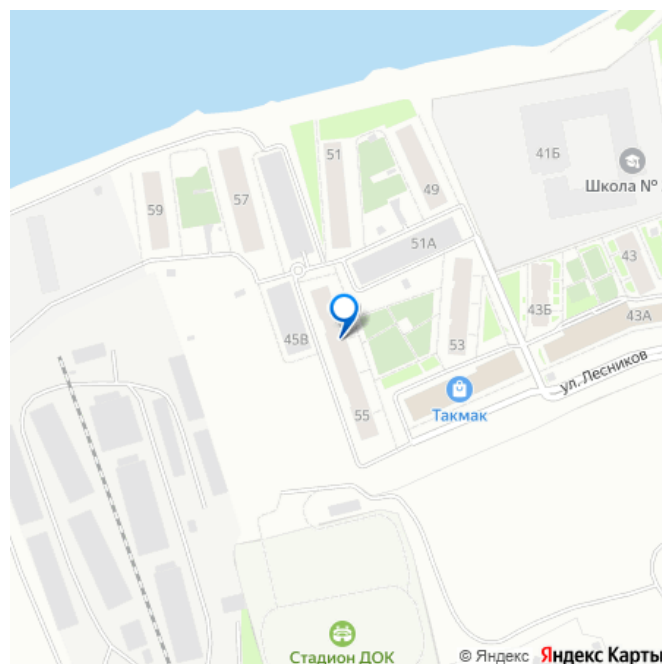 51
41Б
Школа №
59
57
49
51А
43
43Б
43А
45В
53
ул. Лесников
55
Такмак
Стадион ДОК
© Яндекс Яндекс Карты